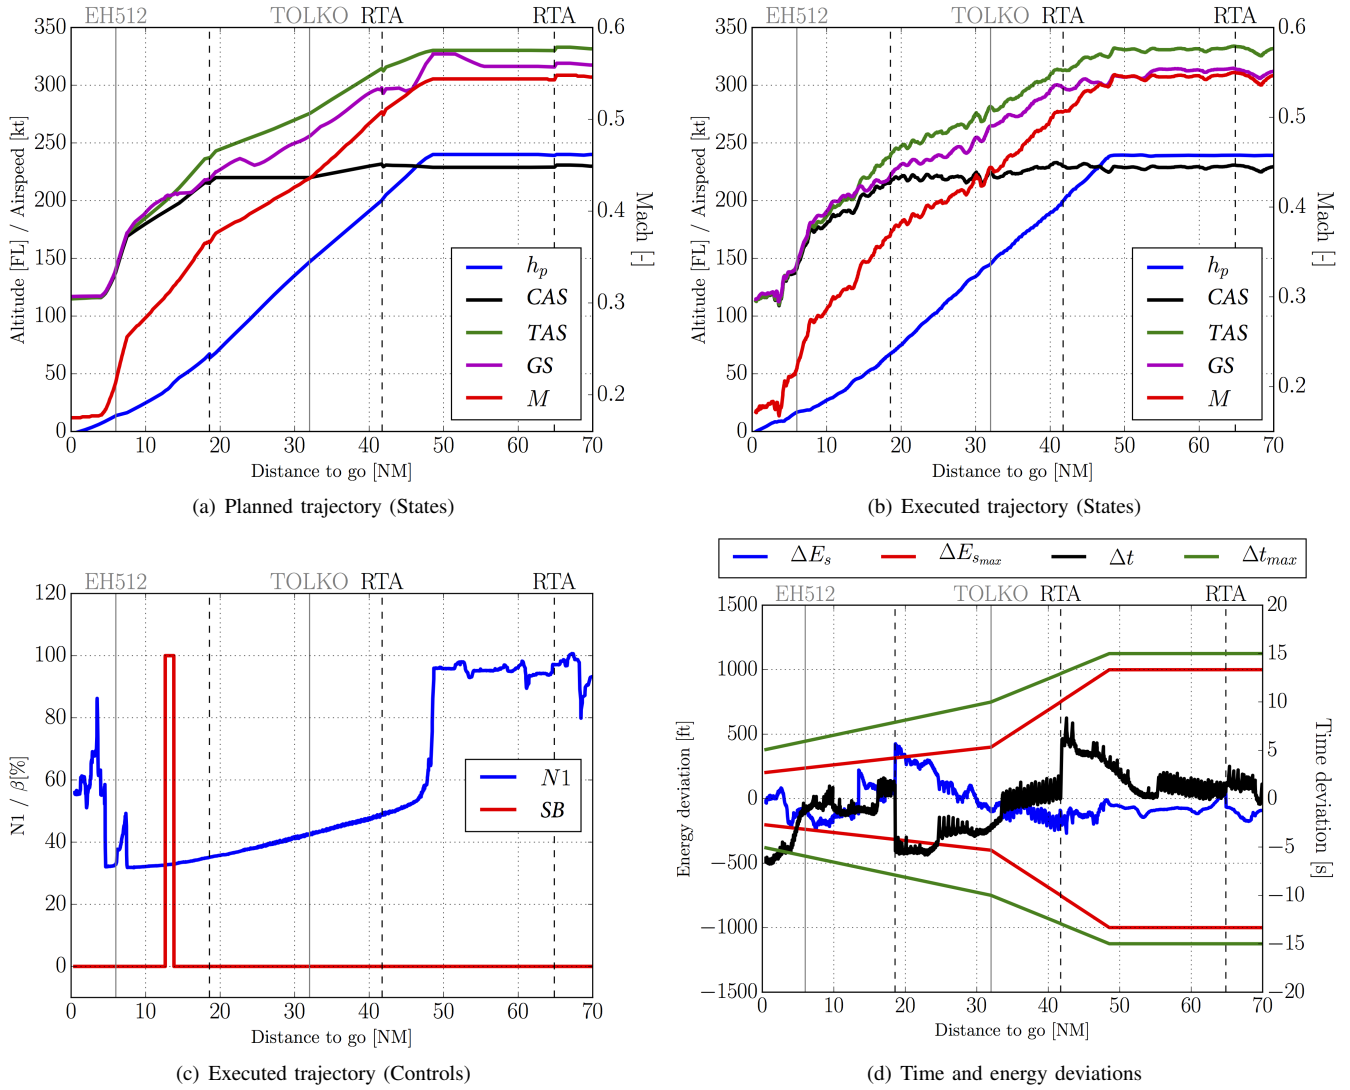 EH512 TOLKO RTA RTA
350
300
250
200
150
100
50
0
Altitude [FL] / Airspeed [kt]
0.6
0.5
0.4
0.3
0.2
Mach [-]
h_p
CAS
TAS
GS
M
0 10 20 30 40 50 60 70
Distance to go [NM]
(a) Planned trajectory (States)
EH512 TOLKO RTA RTA
350
300
250
200
150
100
50
0
Altitude [FL] / Airspeed [kt]
0.6
0.5
0.4
0.3
0.2
Mach [-]
h_p
CAS
TAS
GS
M
0 10 20 30 40 50 60 70
Distance to go [NM]
(b) Executed trajectory (States)
EH512 TOLKO RTA RTA
120
100
80
60
40
20
0
N1 / β[%]
N1
SB
0 10 20 30 40 50 60 70
Distance to go [NM]
(c) Executed trajectory (Controls)
ΔE_s ΔE_{s_{max}} Δt Δt_{max}
EH512 TOLKO RTA RTA
1500
1000
500
0
−500
−1000
−1500
Energy deviation [ft]
20
15
10
5
0
−5
−10
−15
−20
Time deviation [s]
0 10 20 30 40 50 60 70
Distance to go [NM]
(d) Time and energy deviations